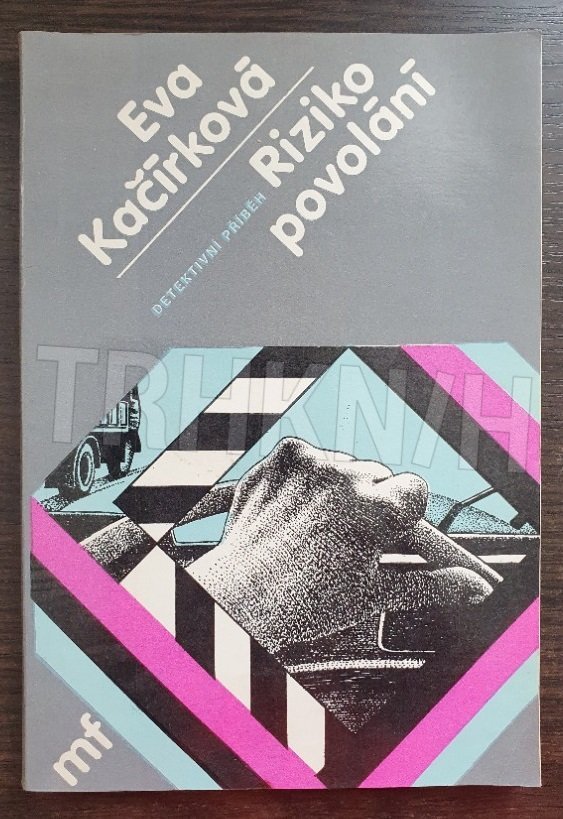 Eva
Kačírková
Riziko
povolání
DETEKTIVNÍ PŘÍBĚH
mf
TRHKNIH